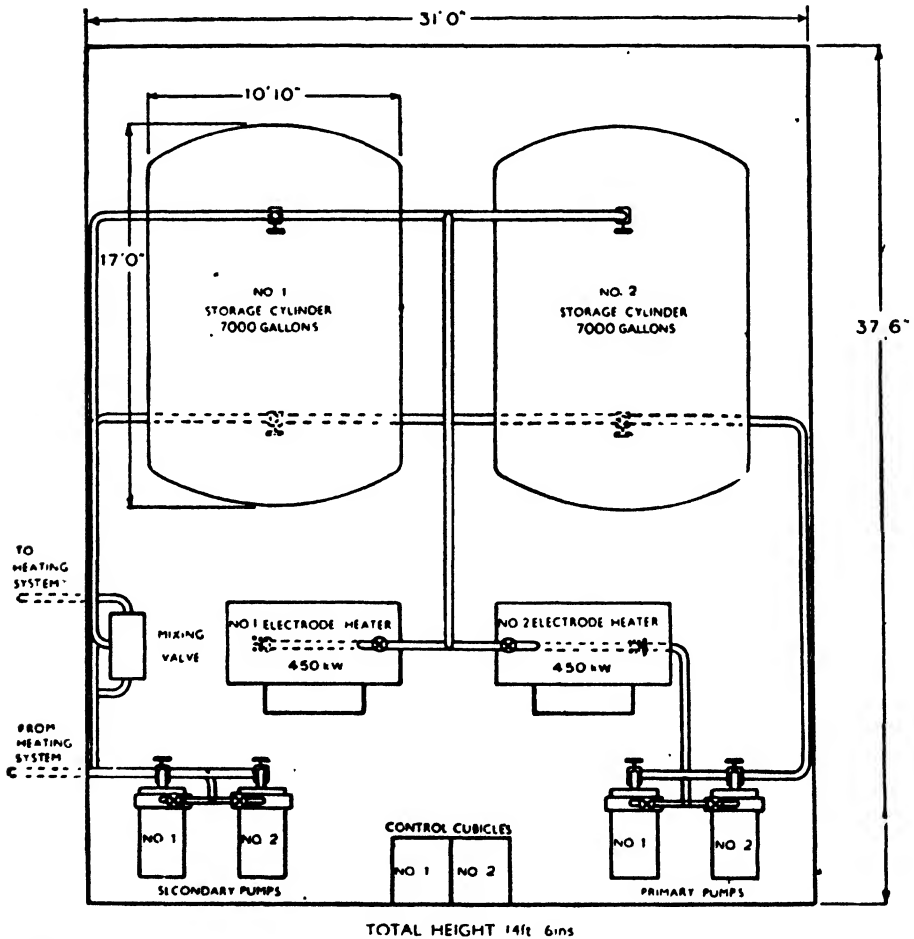 31'0"
10'10"
17'0"
37'6"
NO 1
STORAGE CYLINDER
7000 GALLONS
NO. 2
STORAGE CYLINDER
7000 GALLONS
TO
HEATING
SYSTEM
MIXING
VALVE
NO 1 ELECTRODE HEATER
450 kW
NO 2 ELECTRODE HEATER
450 kW
FROM
HEATING
SYSTEM
NO 1
NO 2
SECONDARY PUMPS
CONTROL CUBICLES
NO 1
NO 2
NO 1
NO 2
PRIMARY PUMPS
TOTAL HEIGHT 14ft 6ins